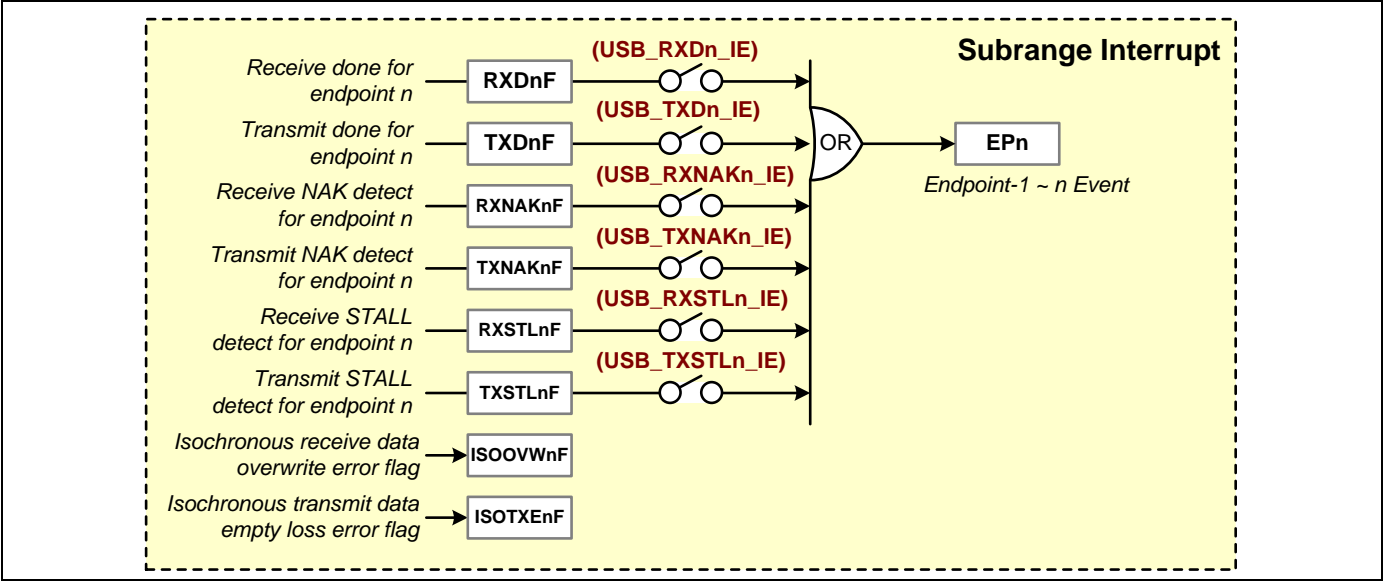 Subrange Interrupt
Receive done for
endpoint n
RXDnF
(USB_RXDn_IE)
Transmit done for
endpoint n
TXDnF
(USB_TXDn_IE)
OR
EPn
Endpoint-1 ~ n Event
Receive NAK detect
for endpoint n
RXNAKnF
(USB_RXNAKn_IE)
Transmit NAK detect
for endpoint n
TXNAKnF
(USB_TXNAKn_IE)
Receive STALL
detect for endpoint n
RXSTLnF
(USB_RXSTLn_IE)
Transmit STALL
detect for endpoint n
TXSTLnF
(USB_TXSTLn_IE)
Isochronous receive data
overwrite error flag
ISOOVWnF
Isochronous transmit data
empty loss error flag
ISOTXEnF